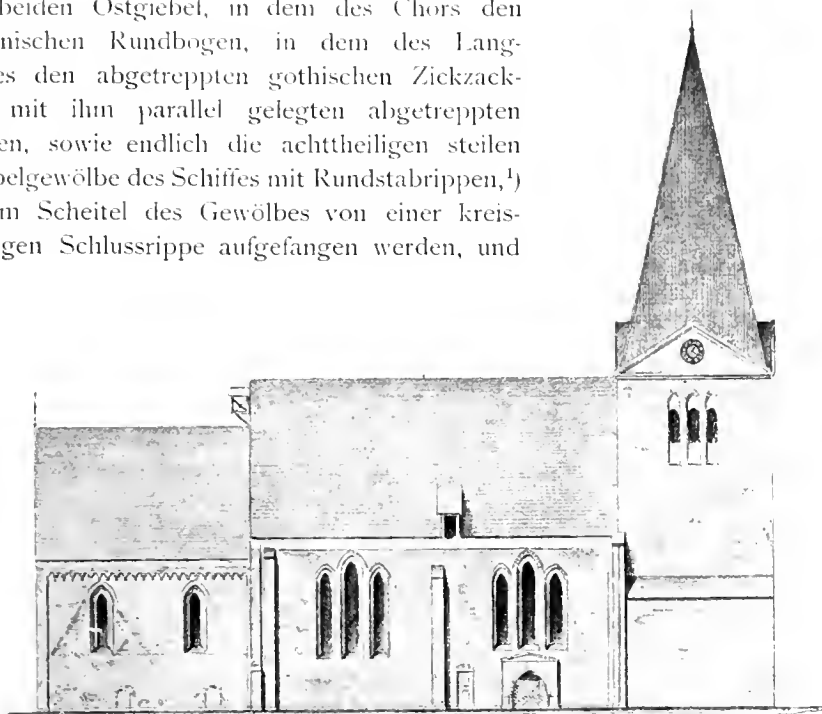 beiden Ostgiebel, in dem des Chors den
nischen Rundbogen, in dem des Lang-
es den abgetreppten gothischen Zickzack-
mit ihm parallel gelegten abgetreppten
en, sowie endlich die achttheiligen steilen
pelgewölbe des Schiffes mit Rundstabrippen,¹)
m Scheitel des Gewölbes von einer kreis-
gen Schlussrippe aufgefangen werden, und